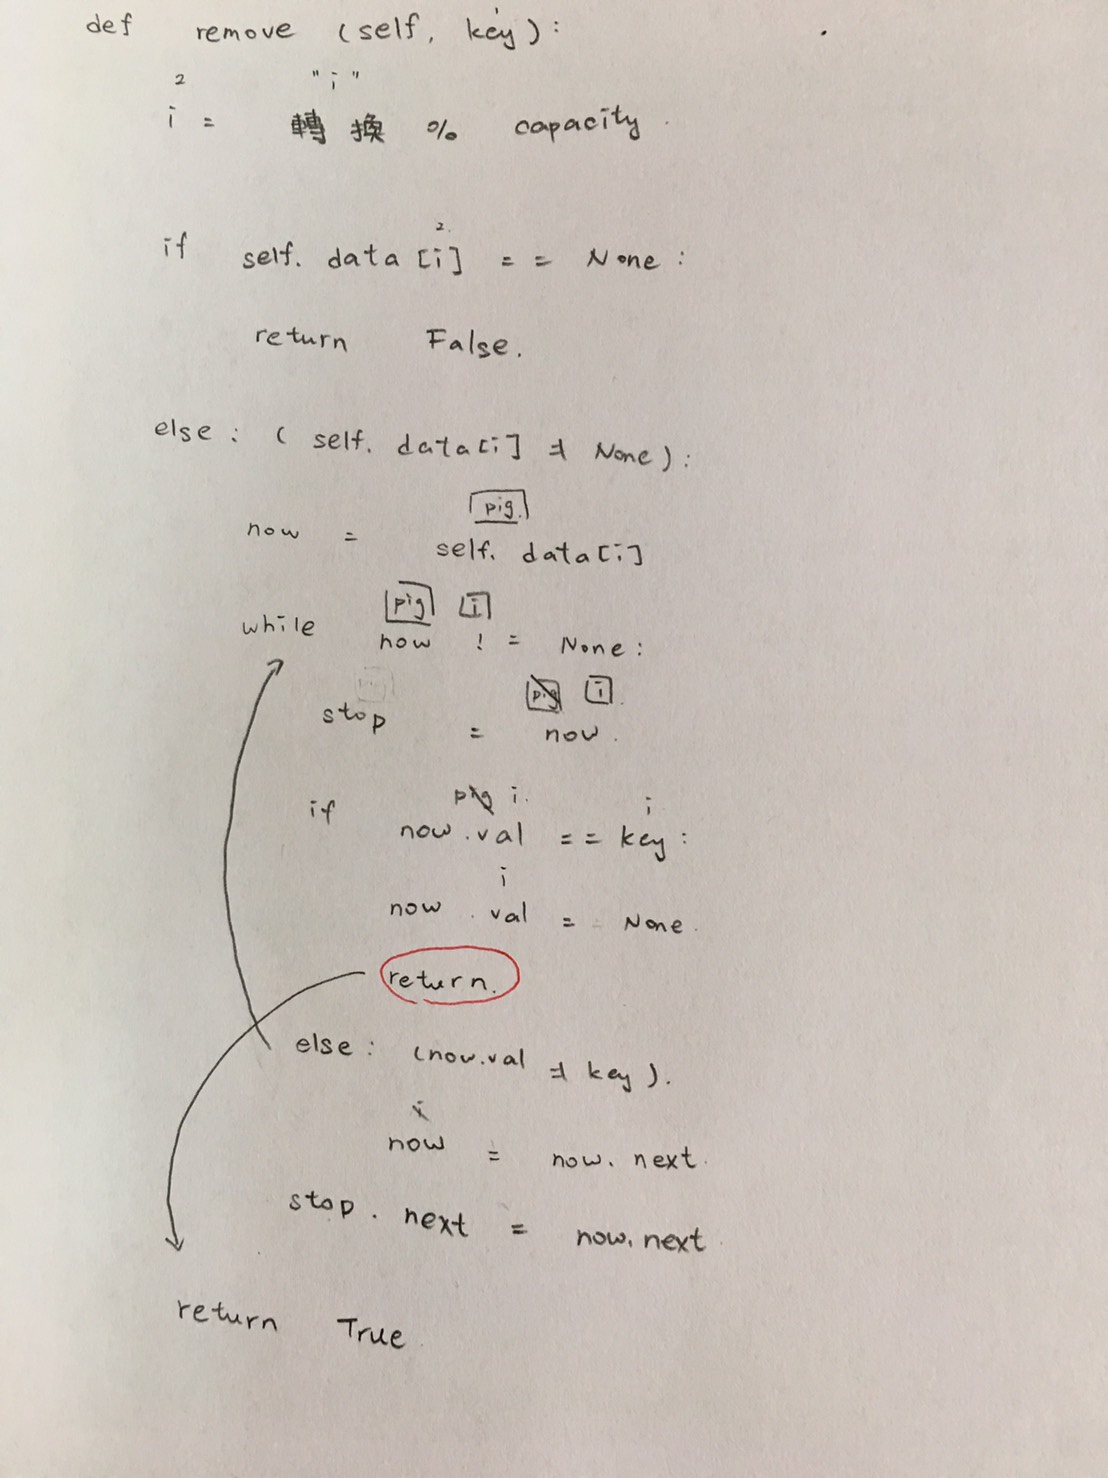 def remove (self, key):
2 "i"
i = 轉換 % capacity.
2.
if self. data [i] == None :
return False.
else : ( self. data[i] ≠ None ) :
pig.
now = self. data[i]
pig i
while now != None :
pig i
stop = now.
pig i. i
if now.val == key :
i
now .val = None.
return.
else : (now.val ≠ key ).
i
now = now. next.
stop. next = now. next
return True